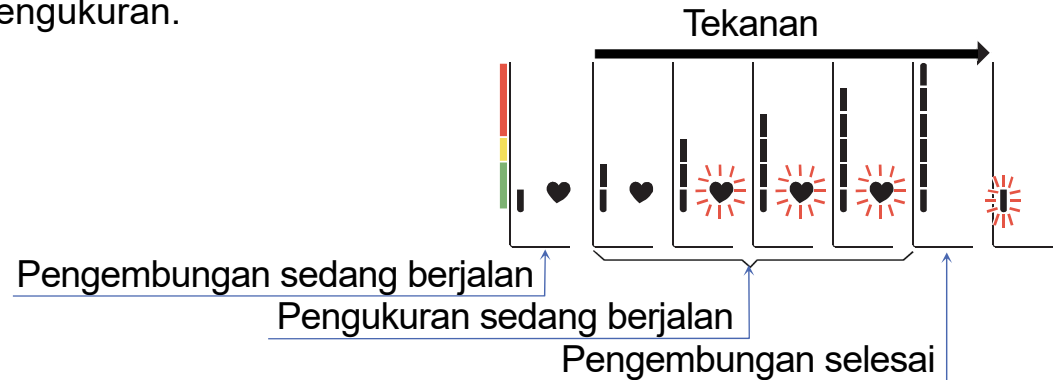 engukuran.
Tekanan
Pengembungan sedang berjalan
Pengukuran sedang berjalan
Pengembungan selesai